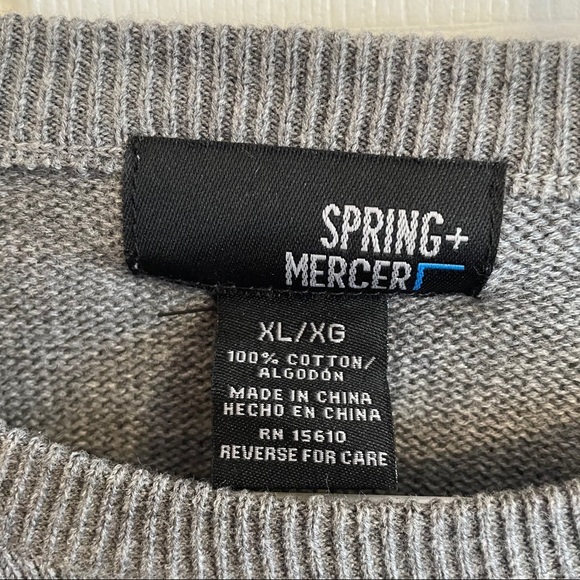 SPRING+
MERCER
XL/XG
100% COTTON/
ALGODÓN
MADE IN CHINA
HECHO EN CHINA
RN 15610
REVERSE FOR CARE